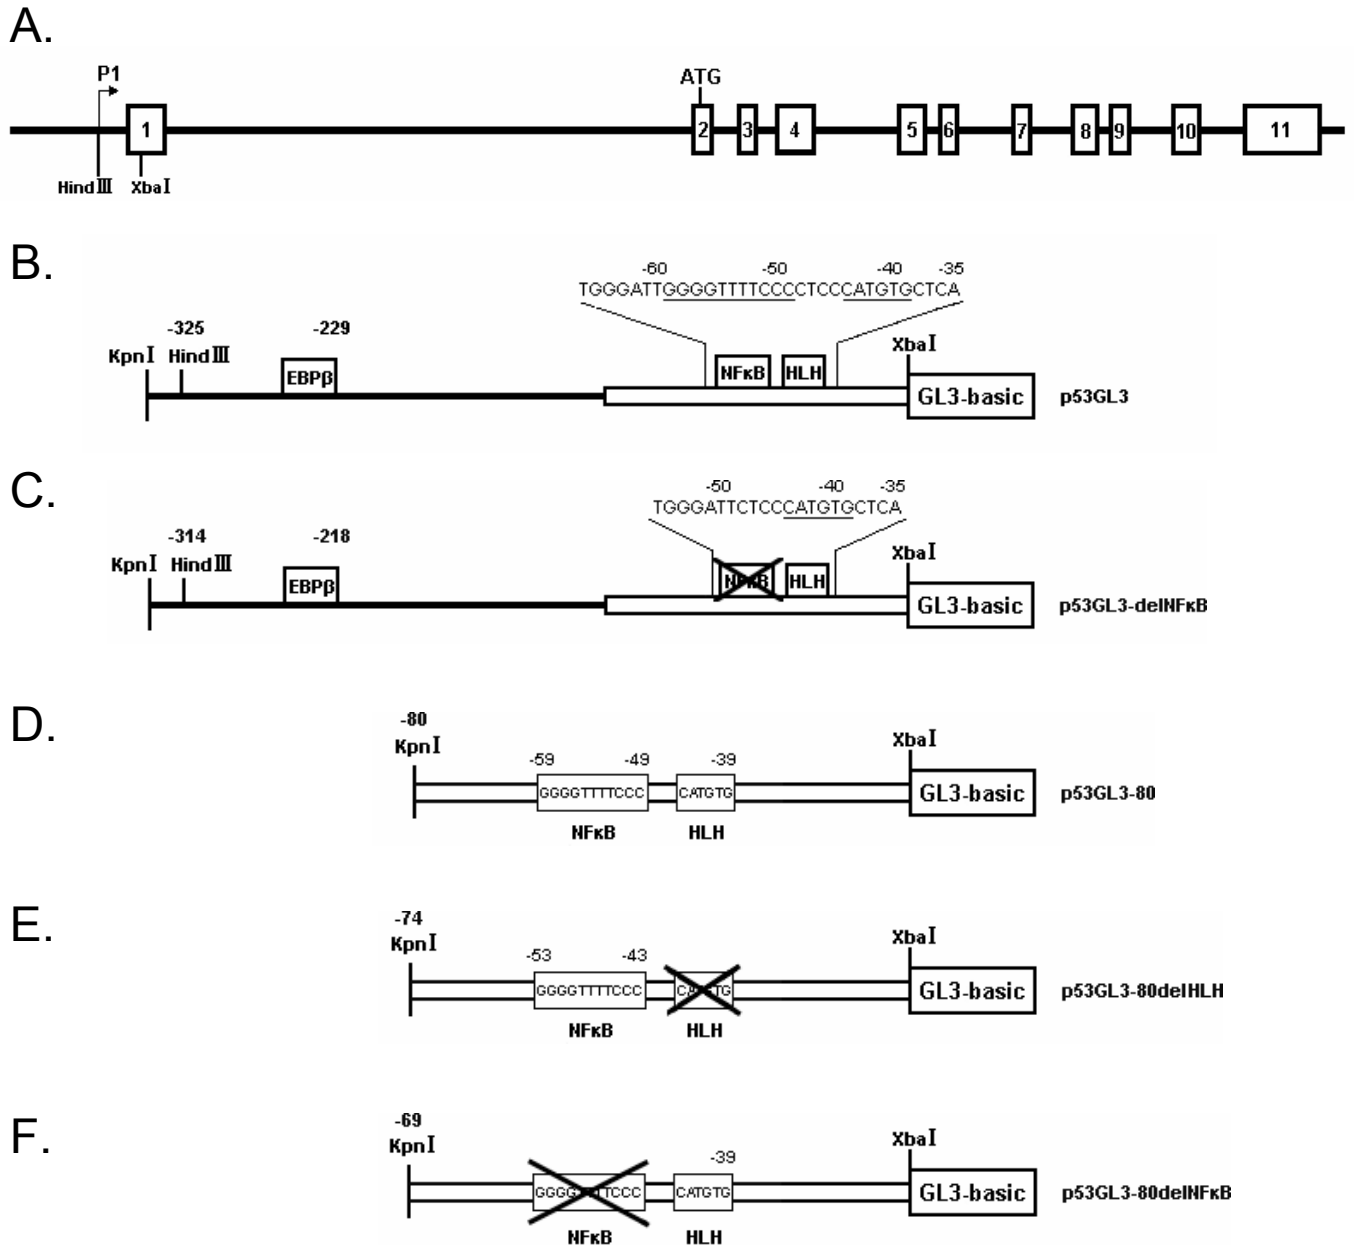 A.
P1
ATG
1 2 3 4 5 6 7 8 9 10 11
HindⅢ XbaⅠ
B.
-60 -50 -40 -35
TGGGATTGGGGTTTTCCCCTCCCATGTGCTCA
-325 -229
KpnⅠ HindⅢ XbaⅠ
EBPβ NFκB HLH
GL3-basic p53GL3
C.
-50 -40 -35
TGGGATTCTCCCATGTGCTCA
-314 -218
KpnⅠ HindⅢ XbaⅠ
EBPβ NFκB HLH
GL3-basic p53GL3-delNFκB
D.
-80
KpnⅠ XbaⅠ
-59 -49 -39
GGGGTTTTCCC CATGTG GL3-basic p53GL3-80
NFκB HLH
E.
-74
KpnⅠ XbaⅠ
-53 -43
GGGGTTTTCCC CATGTG GL3-basic p53GL3-80delHLH
NFκB HLH
F.
-69
KpnⅠ XbaⅠ
-39
GGGGTTTTCCC CATGTG GL3-basic p53GL3-80delNFκB
NFκB HLH